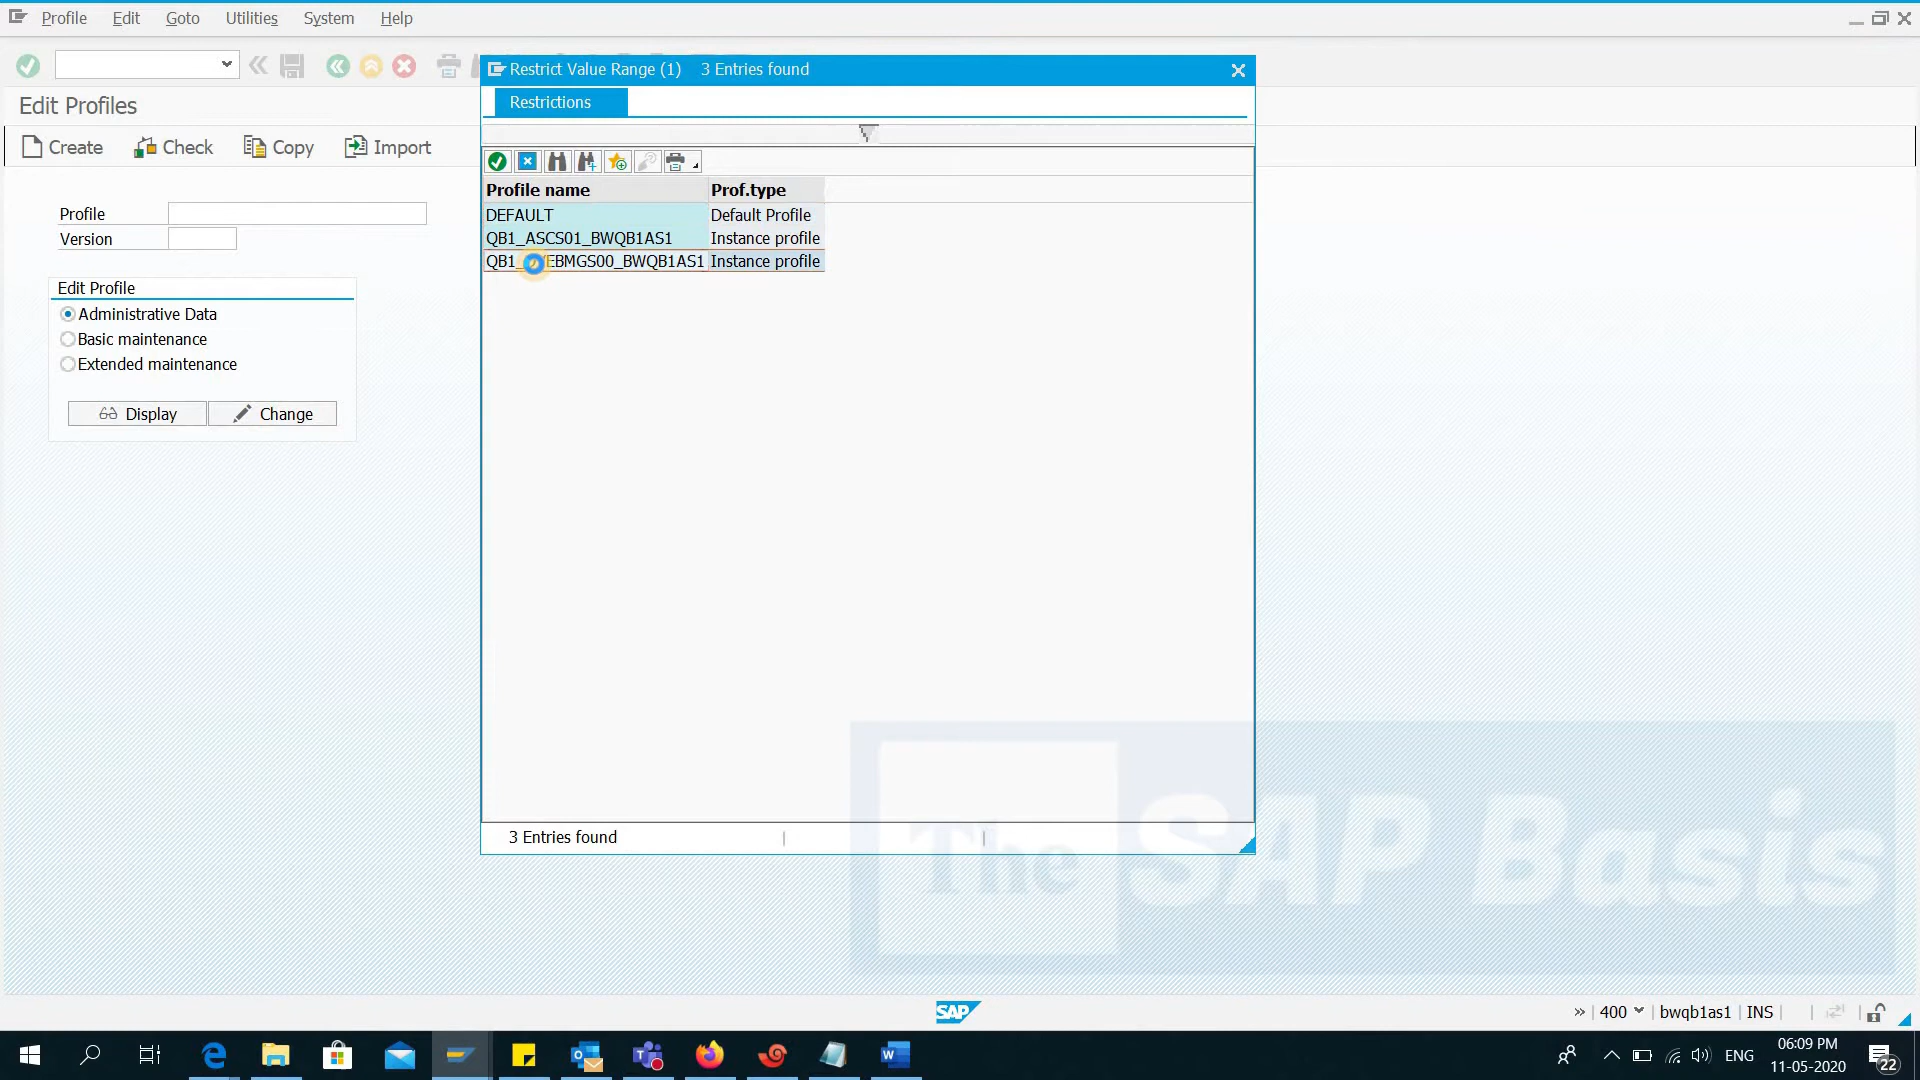 Profile Edit Goto Utilities System Help
Restrict Value Range (1) 3 Entries found
Restrictions
Edit Profiles
Create Check Copy Import
Profile name Prof.type
DEFAULT Default Profile
QB1_ASCS01_BWQB1AS1 Instance profile
QB1_ EBMGS00_BWQB1AS1 Instance profile
Profile
Version
Edit Profile
Administrative Data
Basic maintenance
Extended maintenance
Display Change
3 Entries found
The SAP Basis
SAP
400 bwqb1as1 INS
ENG
06:09 PM
11-05-2020
22